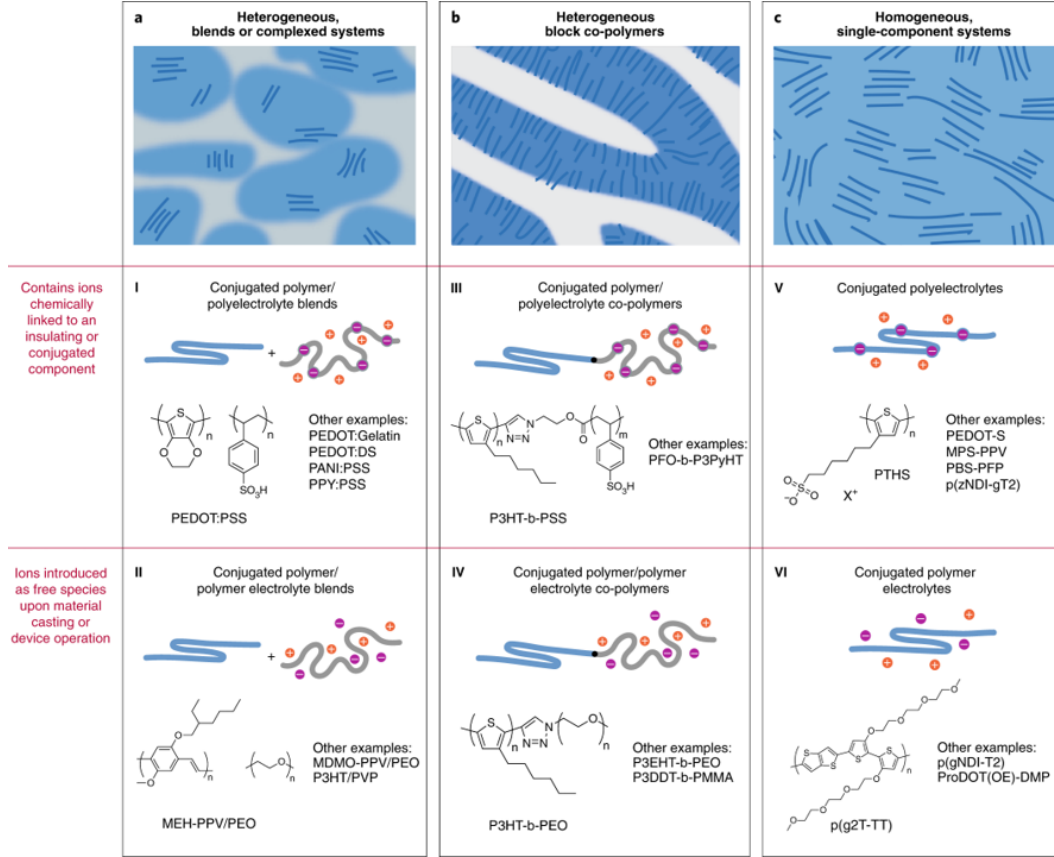 a
Heterogeneous,
blends or complexed systems
b
Heterogeneous
block co-polymers
c
Homogeneous,
single-component systems
Contains ions
chemically
linked to an
insulating or
conjugated
component
I
Conjugated polymer/
polyelectrolyte blends
+
S
n
O
O
n
SO3H
PEDOT:PSS
Other examples:
PEDOT:Gelatin
PEDOT:DS
PANI:PSS
PPY:PSS
III
Conjugated polymer/
polyelectrolyte co-polymers
S
n
N
N=N
O
O
m
SO3H
P3HT-b-PSS
Other examples:
PFO-b-P3PyHT
V
Conjugated polyelectrolytes
S
n
O
S
O
−O
X+
PTHS
Other examples:
PEDOT-S
MPS-PPV
PBS-PFP
p(zNDI-gT2)
Ions introduced
as free species
upon material
casting or
device operation
II
Conjugated polymer/
polymer electrolyte blends
+
O
O
n
O
n
MEH-PPV/PEO
Other examples:
MDMO-PPV/PEO
P3HT/PVP
IV
Conjugated polymer/polymer
electrolyte co-polymers
S
n
N
N=N
O
n
P3HT-b-PEO
Other examples:
P3EHT-b-PEO
P3DDT-b-PMMA
VI
Conjugated polymer
electrolytes
O
O
O
O
S
S
S
S
n
O
O
O
O
p(g2T-TT)
Other examples:
p(gNDI-T2)
ProDOT(OE)-DMP